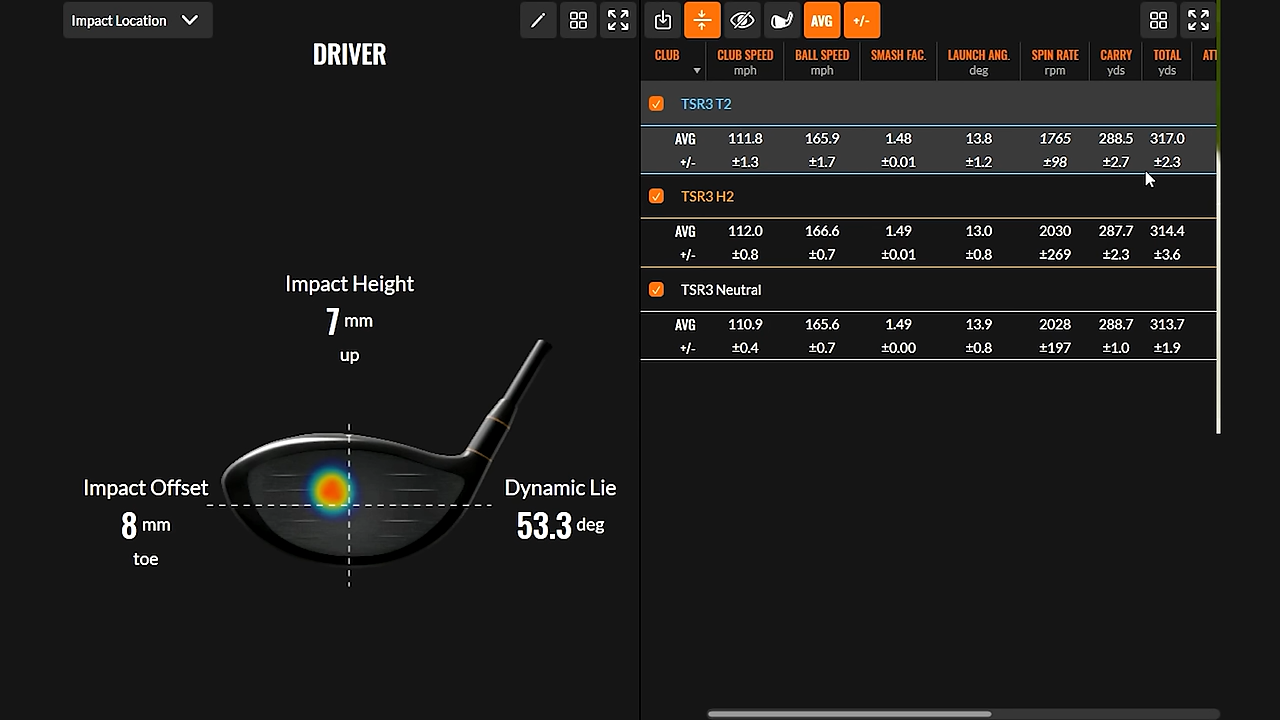 Impact Location
DRIVER
Impact Height
7 mm
up
Impact Offset
8 mm
toe
Dynamic Lie
53.3 deg
AVG +/-
CLUB CLUB SPEED BALL SPEED SMASH FAC. LAUNCH ANG. SPIN RATE CARRY TOTAL
mph mph deg rpm yds yds
TSR3 T2
AVG 111.8 165.9 1.48 13.8 1765 288.5 317.0
+/- ±1.3 ±1.7 ±0.01 ±1.2 ±98 ±2.7 ±2.3
TSR3 H2
AVG 112.0 166.6 1.49 13.0 2030 287.7 314.4
+/- ±0.8 ±0.7 ±0.01 ±0.8 ±269 ±2.3 ±3.6
TSR3 Neutral
AVG 110.9 165.6 1.49 13.9 2028 288.7 313.7
+/- ±0.4 ±0.7 ±0.00 ±0.8 ±197 ±1.0 ±1.9